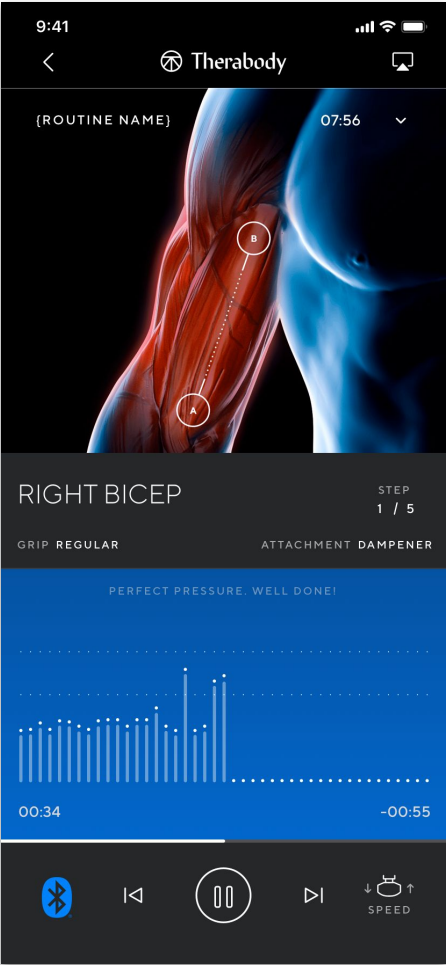 9:41
Therabody
{ROUTINE NAME} 07:56
B
A
RIGHT BICEP
STEP
1 / 5
GRIP REGULAR ATTACHMENT DAMPENER
PERFECT PRESSURE. WELL DONE!
00:34 -00:55
SPEED